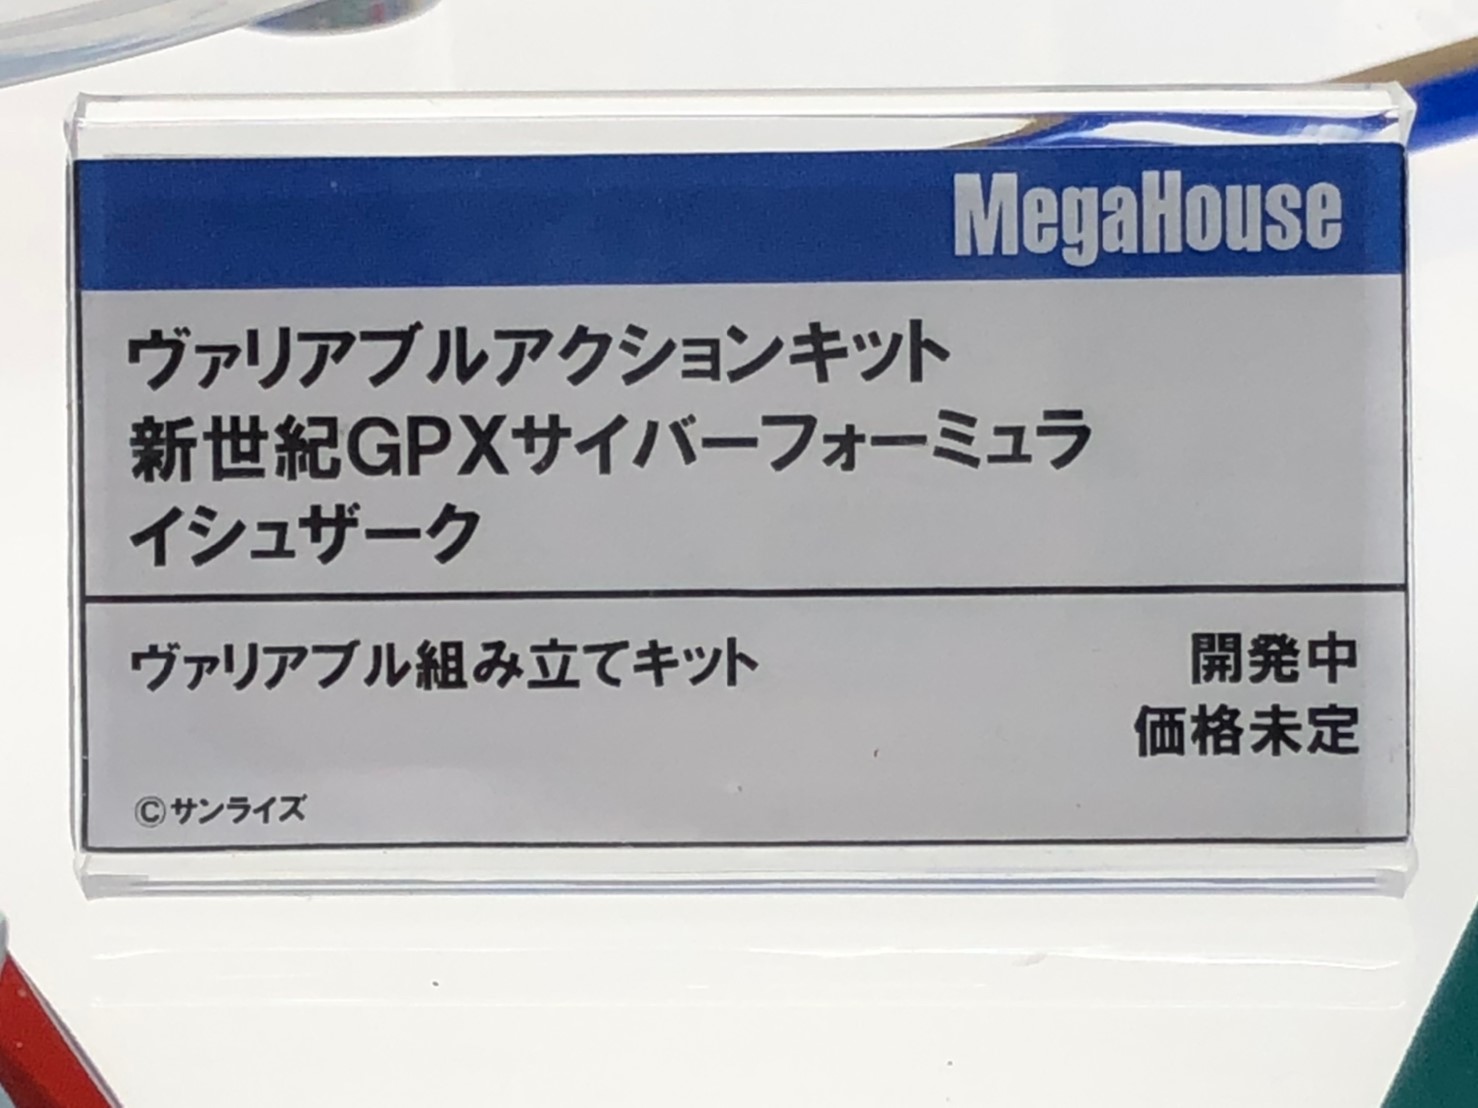 MegaHouse
ヴァリアブルアクションキット
新世紀GPXサイバーフォーミュラ
イシュザーク
ヴァリアブル組み立てキット
開発中
価格未定
©サンライズ